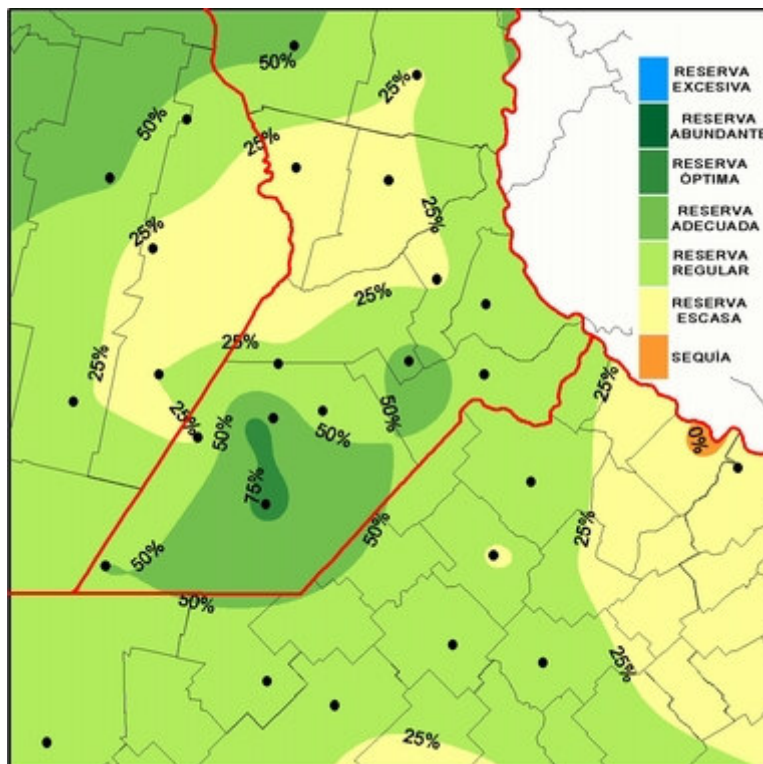 50%
25%
50%
25%
25%
25%
25%
25%
25%
25%
50%
50%
50%
75%
50%
50%
50%
25%
0%
25%
25%
25%
RESERVA
EXCESIVA
RESERVA
ABUNDANTE
RESERVA
ÓPTIMA
RESERVA
ADECUADA
RESERVA
REGULAR
RESERVA
ESCASA
SEQUÍA